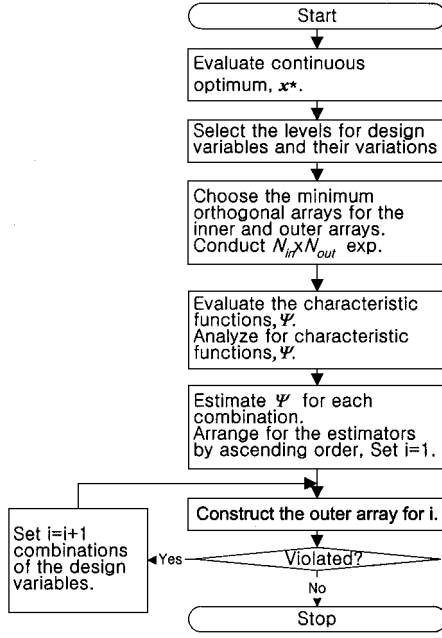 Start
Evaluate continuous
optimum, x*.
Select the levels for design
variables and their variations
Choose the minimum
orthogonal arrays for the
inner and outer arrays.
Conduct NinxNout exp.
Evaluate the characteristic
functions, Ψ.
Analyze for characteristic
functions, Ψ.
Estimate Ψ for each
combination.
Arrange for the estimators
by ascending order, Set i=1.
Construct the outer array for i.
Set i=i+1
combinations
of the design
variables.
Yes
Violated?
No
Stop